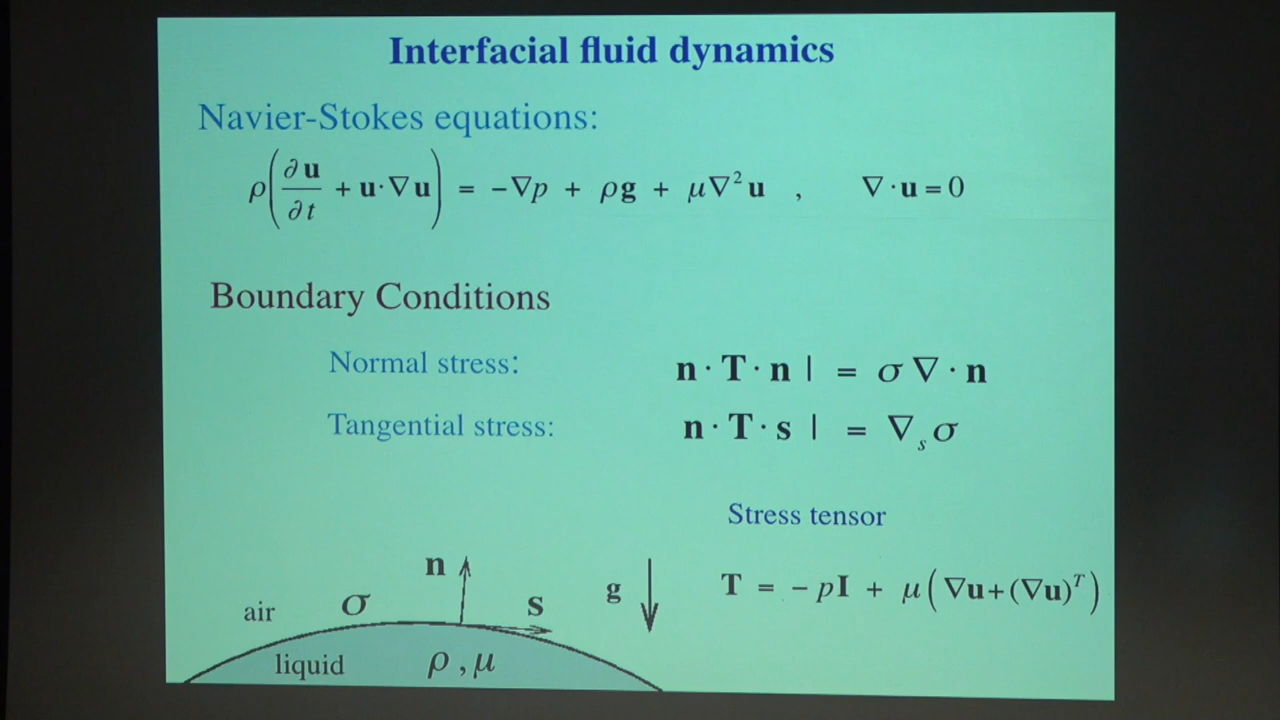 Interfacial fluid dynamics
Navier-Stokes equations:
ρ(∂u/∂t + u·∇u) = −∇p + ρg + μ∇²u , ∇·u = 0
Boundary Conditions
Normal stress: n·T·n | = σ∇·n
Tangential stress: n·T·s | = ∇ₛσ
Stress tensor
T = −pI + μ(∇u+(∇u)ᵀ)
n
g
air σ s
liquid ρ , μ